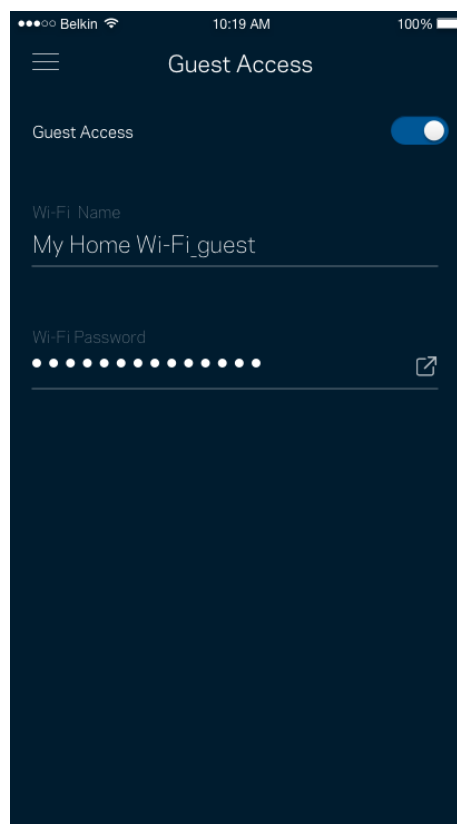 Belkin 10:19 AM 100%
Guest Access
Guest Access
Wi-Fi Name
My Home Wi-Fi_guest
Wi-Fi Password
●●●●●●●●●●●●●●